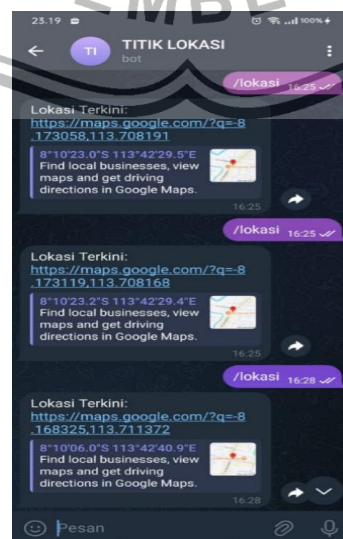 EMBE
23.19
100%
TI
TITIK LOKASI
bot
/lokasi 16:25
Lokasi Terkini:
https://maps.google.com/?q=-8
.173058,113.708191
8°10'23.0"S 113°42'29.5"E
Find local businesses, view
maps and get driving
directions in Google Maps.
16:25
/lokasi 16:25
Lokasi Terkini:
https://maps.google.com/?q=-8
.173119,113.708168
8°10'23.2"S 113°42'29.4"E
Find local businesses, view
maps and get driving
directions in Google Maps.
16:25
/lokasi 16:28
Lokasi Terkini:
https://maps.google.com/?q=-8
.168325,113.711372
8°10'06.0"S 113°42'40.9"E
Find local businesses, view
maps and get driving
directions in Google Maps.
16:28
Pesan